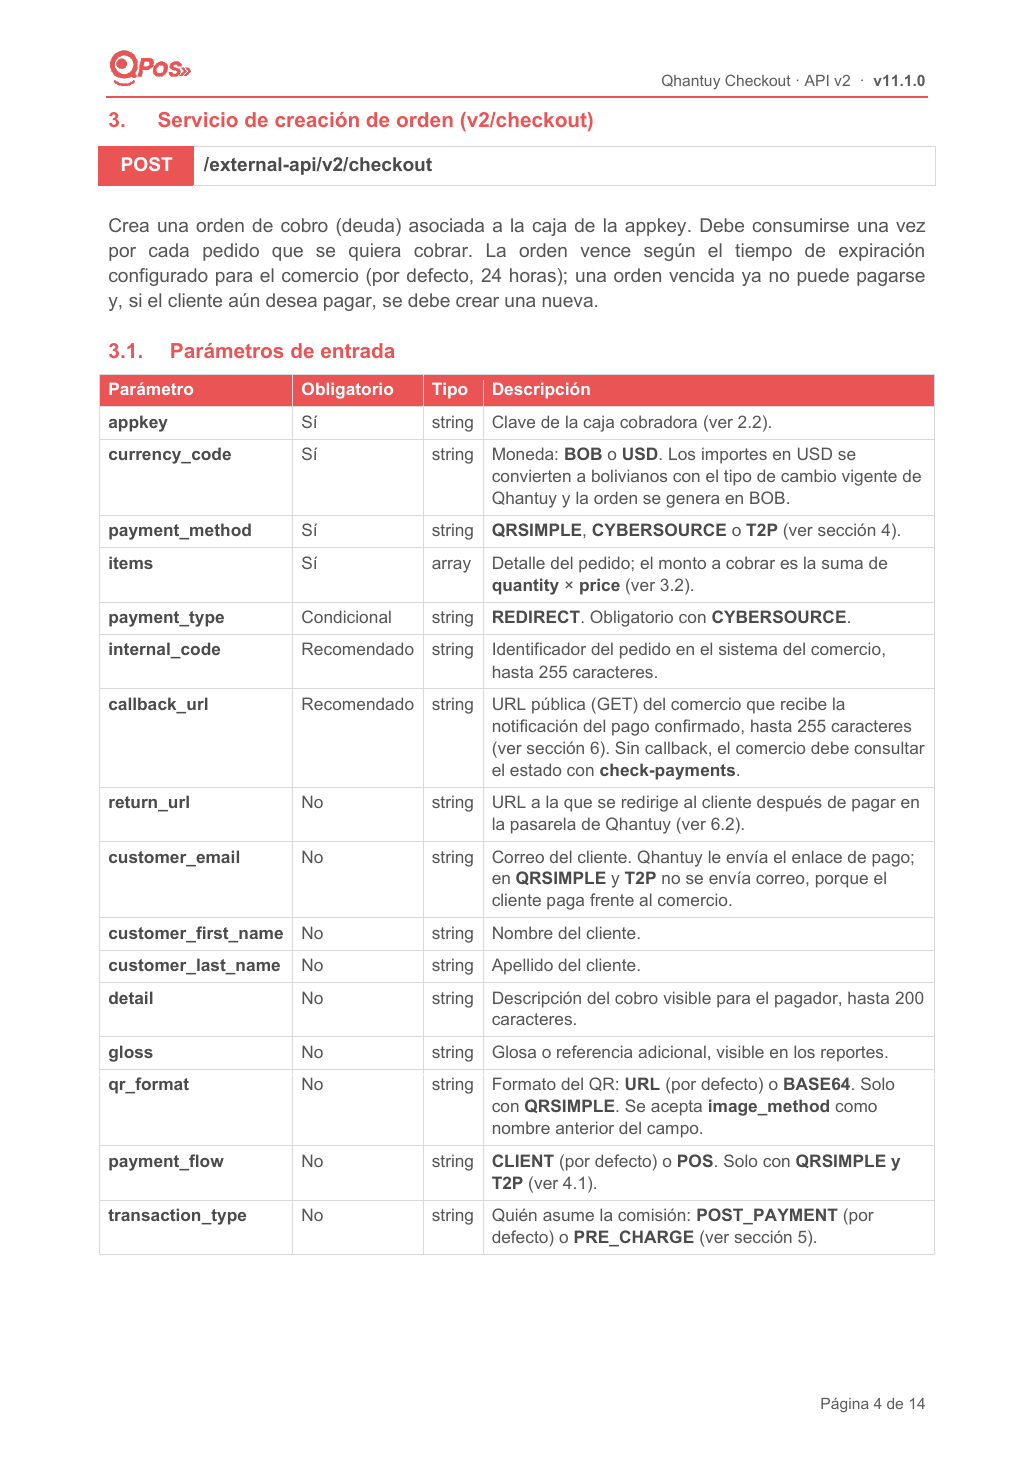 QPos»
Qhantuy Checkout · API v2 · v11.1.0
3. Servicio de creación de orden (v2/checkout)
POST /external-api/v2/checkout
Crea una orden de cobro (deuda) asociada a la caja de la appkey. Debe consumirse una vez
por cada pedido que se quiera cobrar. La orden vence según el tiempo de expiración
configurado para el comercio (por defecto, 24 horas); una orden vencida ya no puede pagarse
y, si el cliente aún desea pagar, se debe crear una nueva.
3.1. Parámetros de entrada
Parámetro Obligatorio Tipo Descripción
appkey Sí string Clave de la caja cobradora (ver 2.2).
currency_code Sí string Moneda: BOB o USD. Los importes en USD se
convierten a bolivianos con el tipo de cambio vigente de
Qhantuy y la orden se genera en BOB.
payment_method Sí string QRSIMPLE, CYBERSOURCE o T2P (ver sección 4).
items Sí array Detalle del pedido; el monto a cobrar es la suma de
quantity × price (ver 3.2).
payment_type Condicional string REDIRECT. Obligatorio con CYBERSOURCE.
internal_code Recomendado string Identificador del pedido en el sistema del comercio,
hasta 255 caracteres.
callback_url Recomendado string URL pública (GET) del comercio que recibe la
notificación del pago confirmado, hasta 255 caracteres
(ver sección 6). Sin callback, el comercio debe consultar
el estado con check-payments.
return_url No string URL a la que se redirige al cliente después de pagar en
la pasarela de Qhantuy (ver 6.2).
customer_email No string Correo del cliente. Qhantuy le envía el enlace de pago;
en QRSIMPLE y T2P no se envía correo, porque el
cliente paga frente al comercio.
customer_first_name No string Nombre del cliente.
customer_last_name No string Apellido del cliente.
detail No string Descripción del cobro visible para el pagador, hasta 200
caracteres.
gloss No string Glosa o referencia adicional, visible en los reportes.
qr_format No string Formato del QR: URL (por defecto) o BASE64. Solo
con QRSIMPLE. Se acepta image_method como
nombre anterior del campo.
payment_flow No string CLIENT (por defecto) o POS. Solo con QRSIMPLE y
T2P (ver 4.1).
transaction_type No string Quién asume la comisión: POST_PAYMENT (por
defecto) o PRE_CHARGE (ver sección 5).
Página 4 de 14